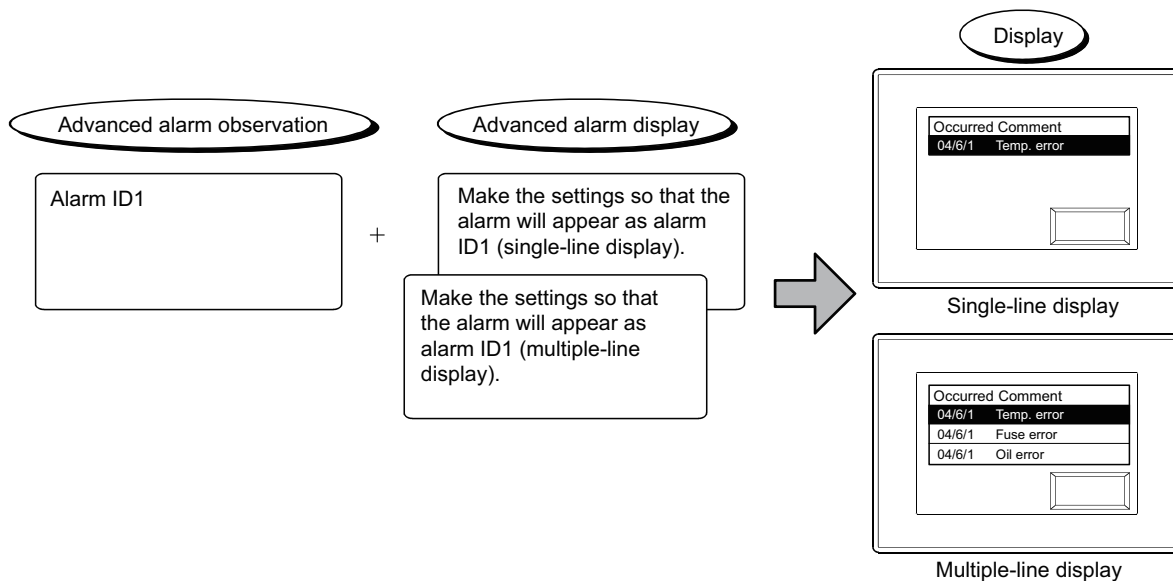 Advanced alarm observation
Alarm ID1
+
Advanced alarm display
Make the settings so that the
alarm will appear as alarm
ID1 (single-line display).
Make the settings so that
the alarm will appear as
alarm ID1 (multiple-line
display).
Display
Occurred Comment
04/6/1 Temp. error
Single-line display
Occurred Comment
04/6/1 Temp. error
04/6/1 Fuse error
04/6/1 Oil error
Multiple-line display